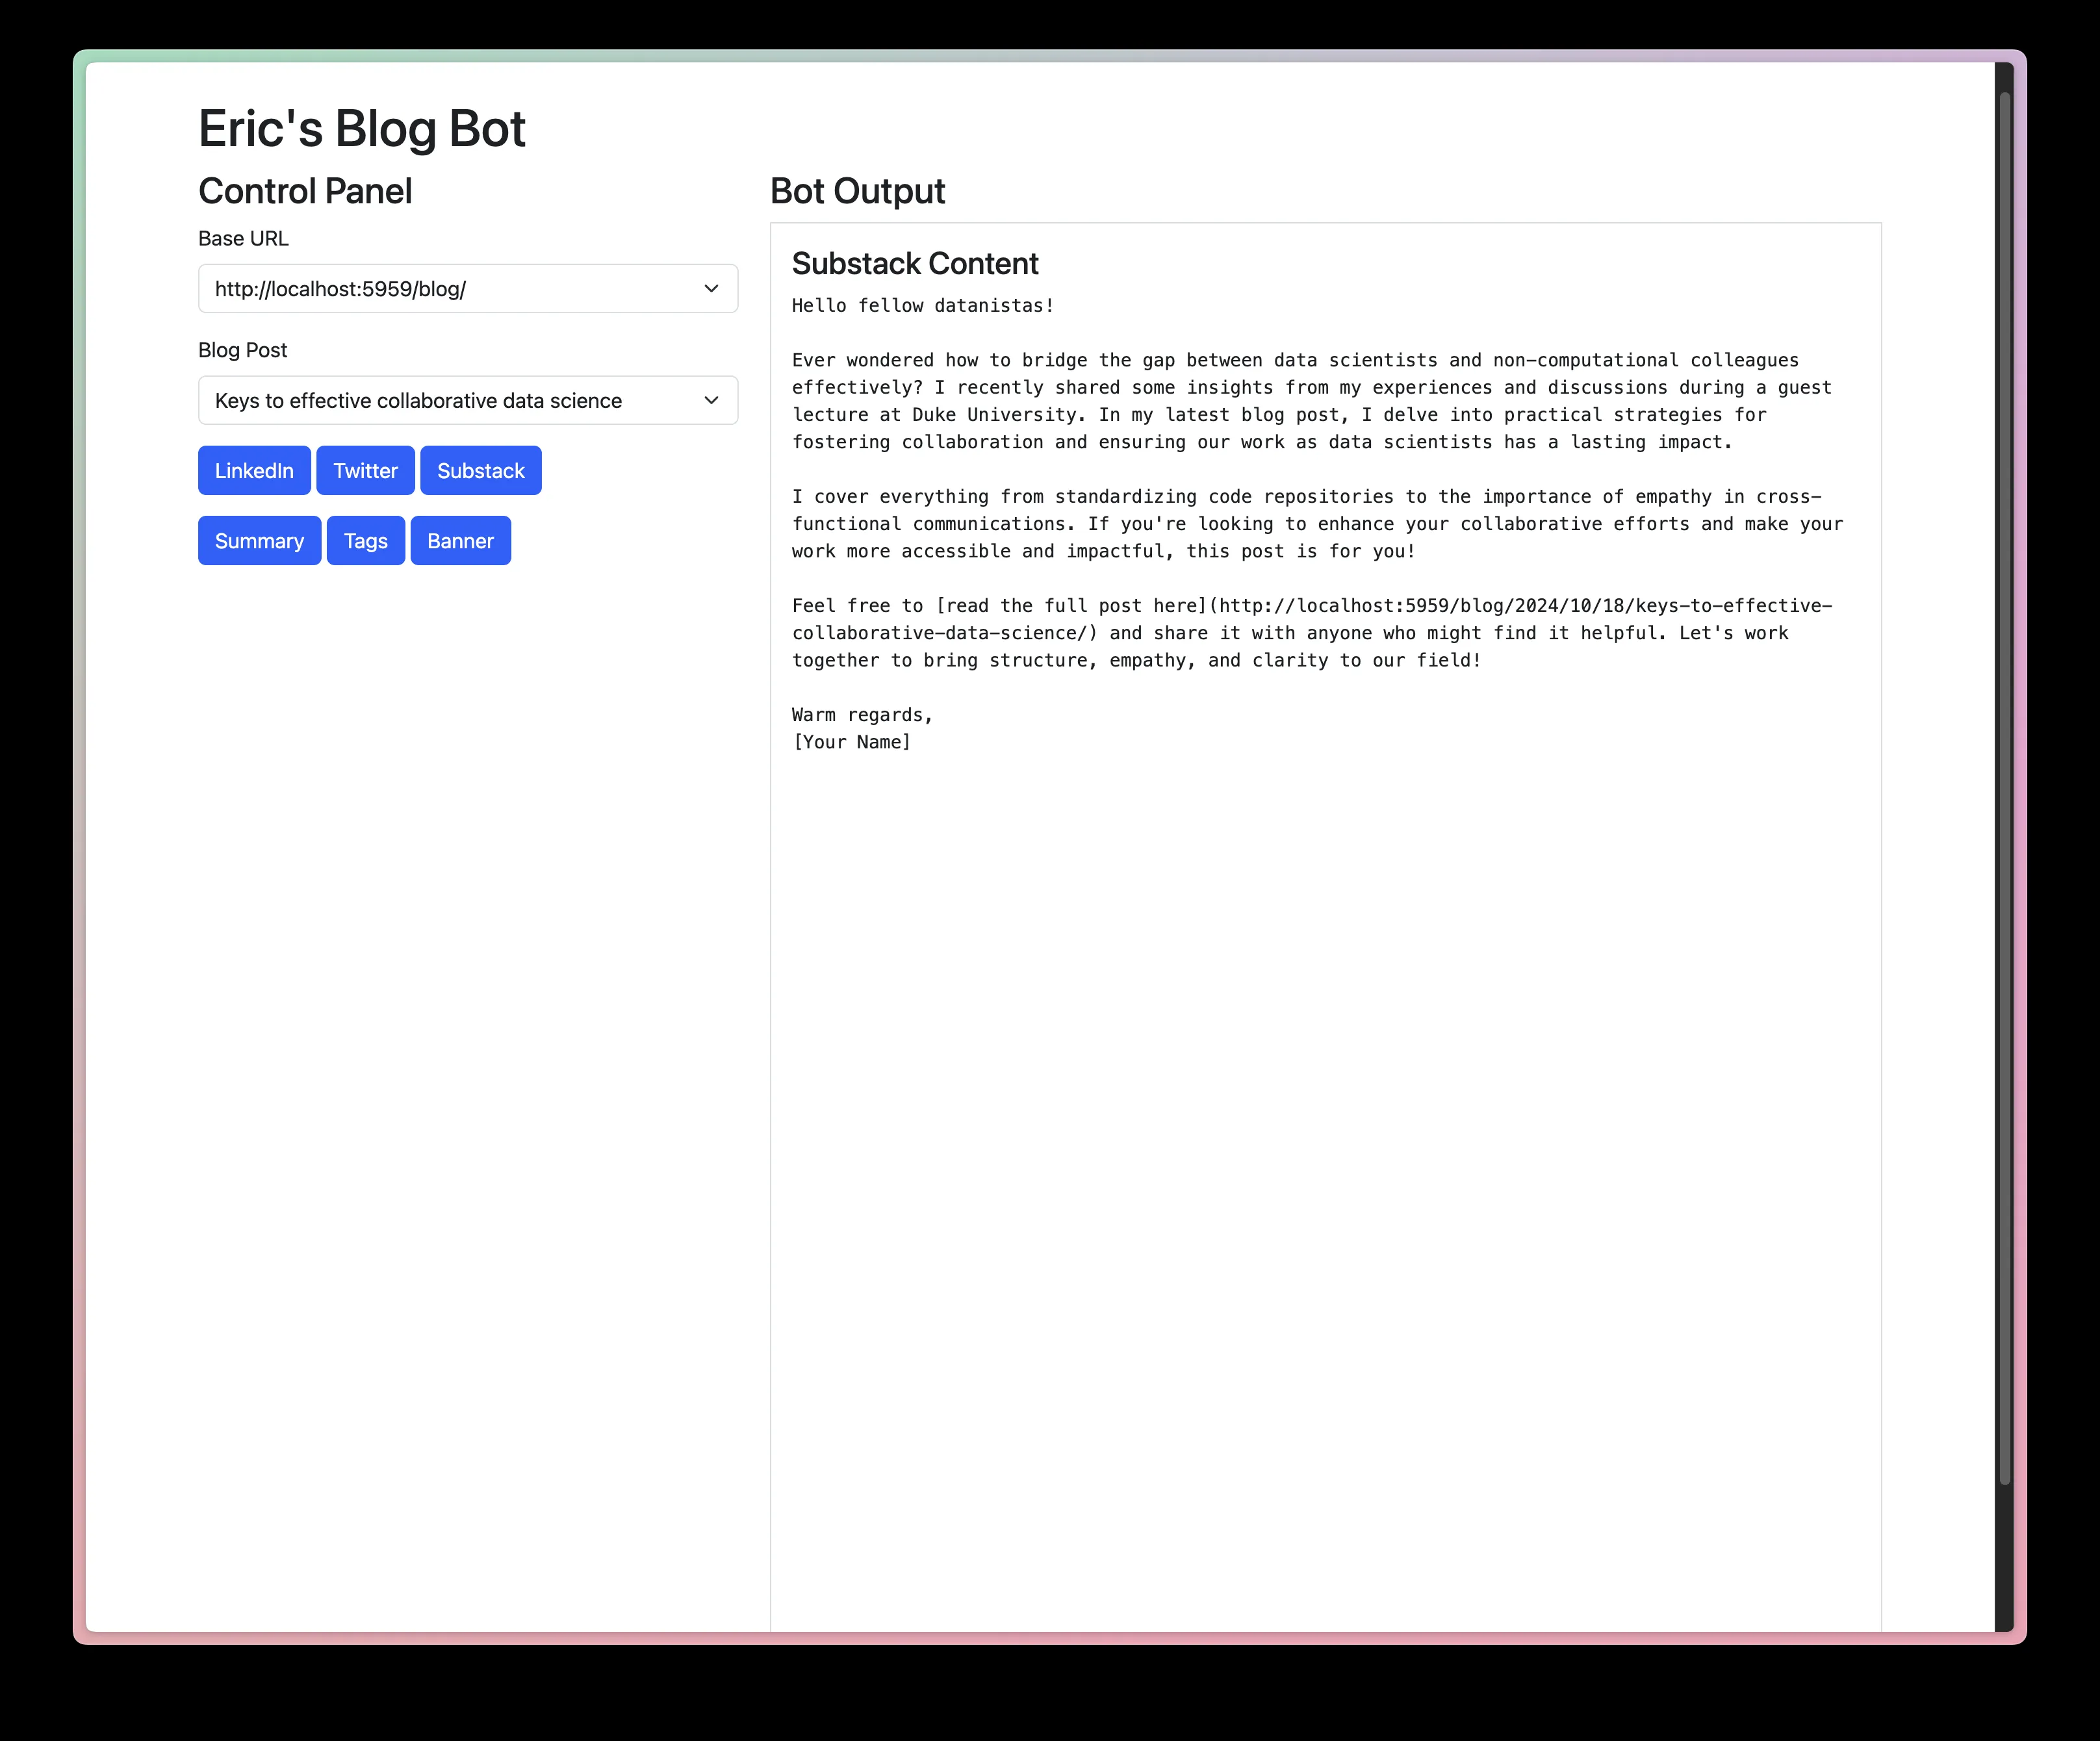 Eric's Blog Bot
Control Panel
Base URL
http://localhost:5959/blog/
Blog Post
Keys to effective collaborative data science
LinkedIn Twitter Substack
Summary Tags Banner
Bot Output
Substack Content
Hello fellow datanistas!
Ever wondered how to bridge the gap between data scientists and non-computational colleagues
effectively? I recently shared some insights from my experiences and discussions during a guest
lecture at Duke University. In my latest blog post, I delve into practical strategies for
fostering collaboration and ensuring our work as data scientists has a lasting impact.
I cover everything from standardizing code repositories to the importance of empathy in cross-
functional communications. If you're looking to enhance your collaborative efforts and make your
work more accessible and impactful, this post is for you!
Feel free to [read the full post here](http://localhost:5959/blog/2024/10/18/keys-to-effective-
collaborative-data-science/) and share it with anyone who might find it helpful. Let's work
together to bring structure, empathy, and clarity to our field!
Warm regards,
[Your Name]